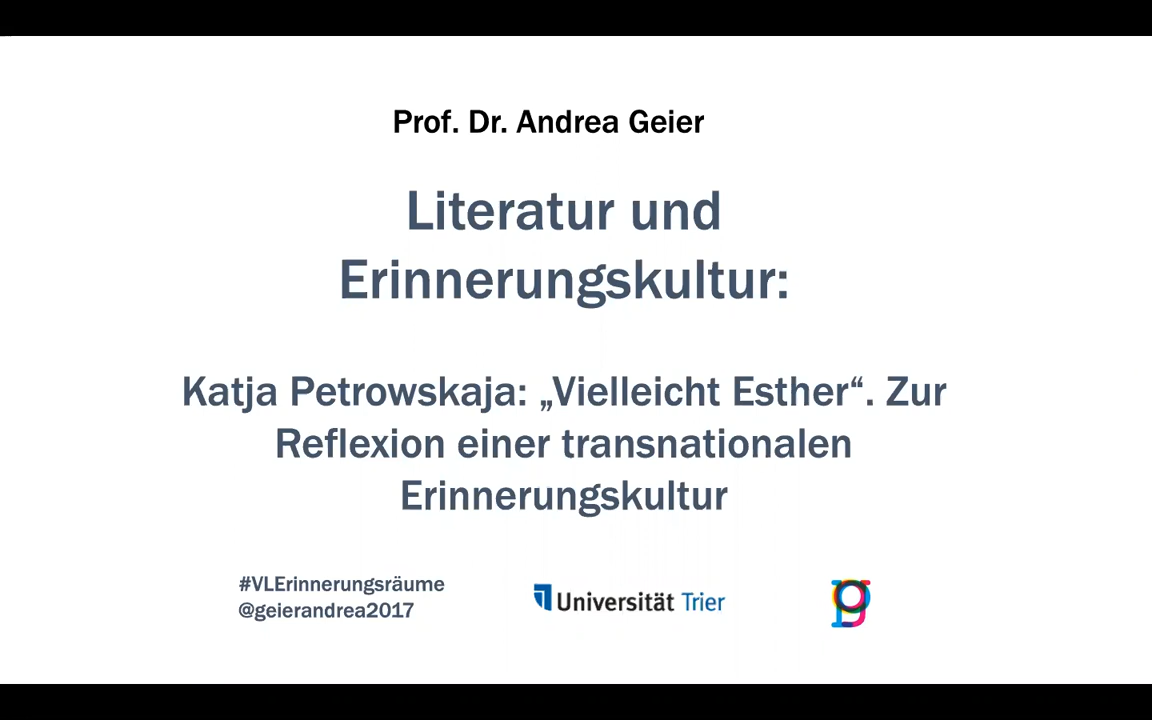 Prof. Dr. Andrea Geier
Literatur und
Erinnerungskultur:
Katja Petrowskaja: „Vielleicht Esther“. Zur
Reflexion einer transnationalen
Erinnerungskultur
#VLErinnerungsräume
@geierandrea2017
Universität Trier